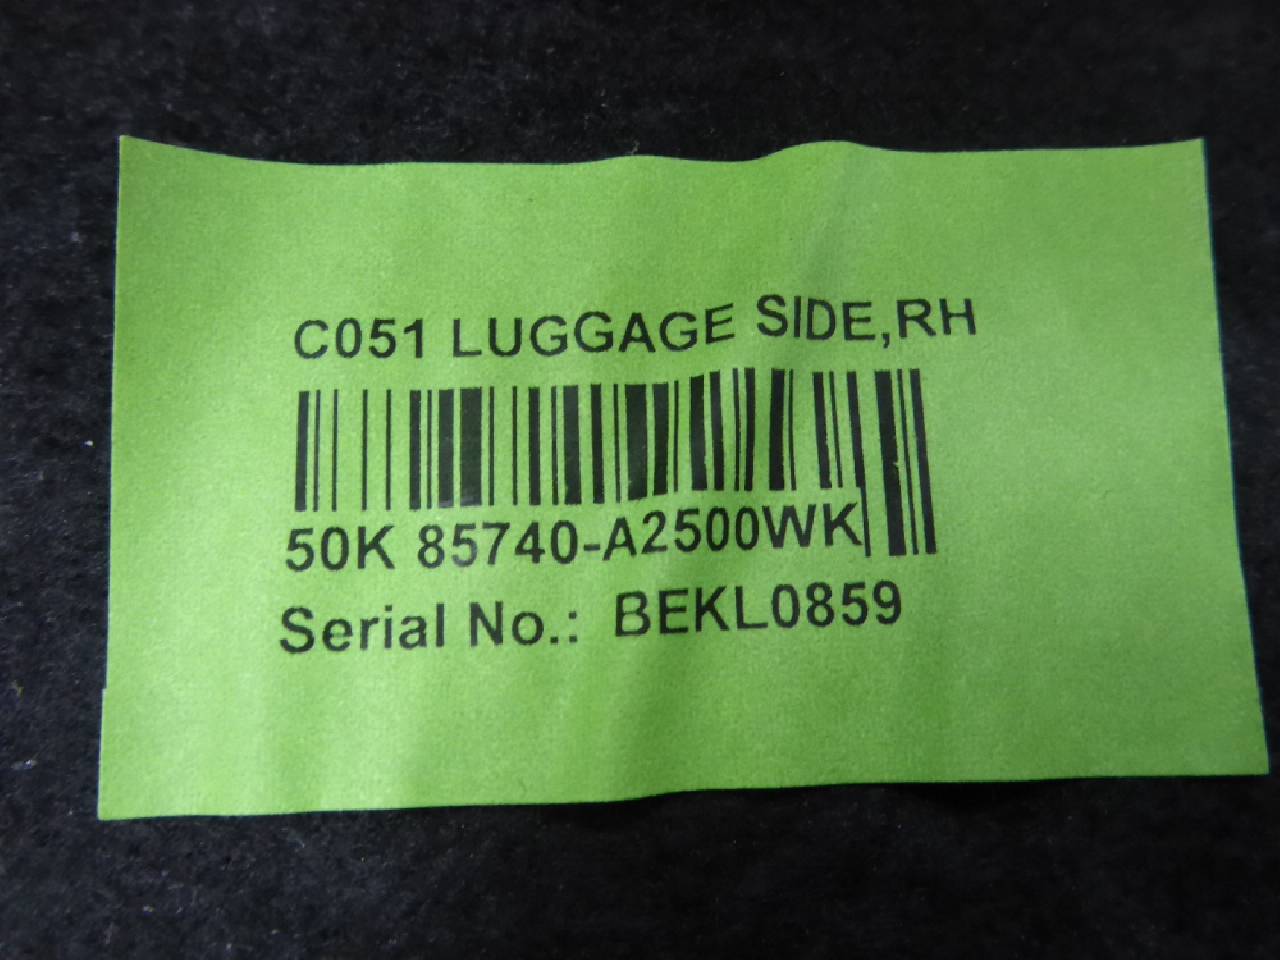 C051 LUGGAGE SIDE,RH
50K 85740-A2500WK
Serial No.: BEKL0859